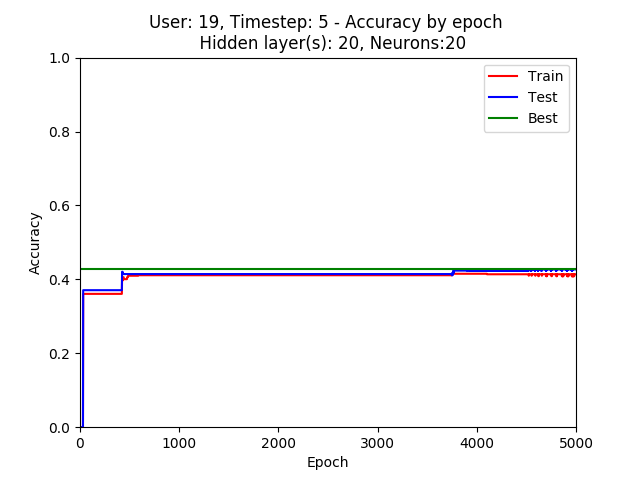 User: 19, Timestep: 5 - Accuracy by epoch
Hidden layer(s): 20, Neurons:20
Train
Test
Best
1.0
0.8
0.6
0.4
0.2
0.0
Accuracy
0
1000
2000
3000
4000
5000
Epoch